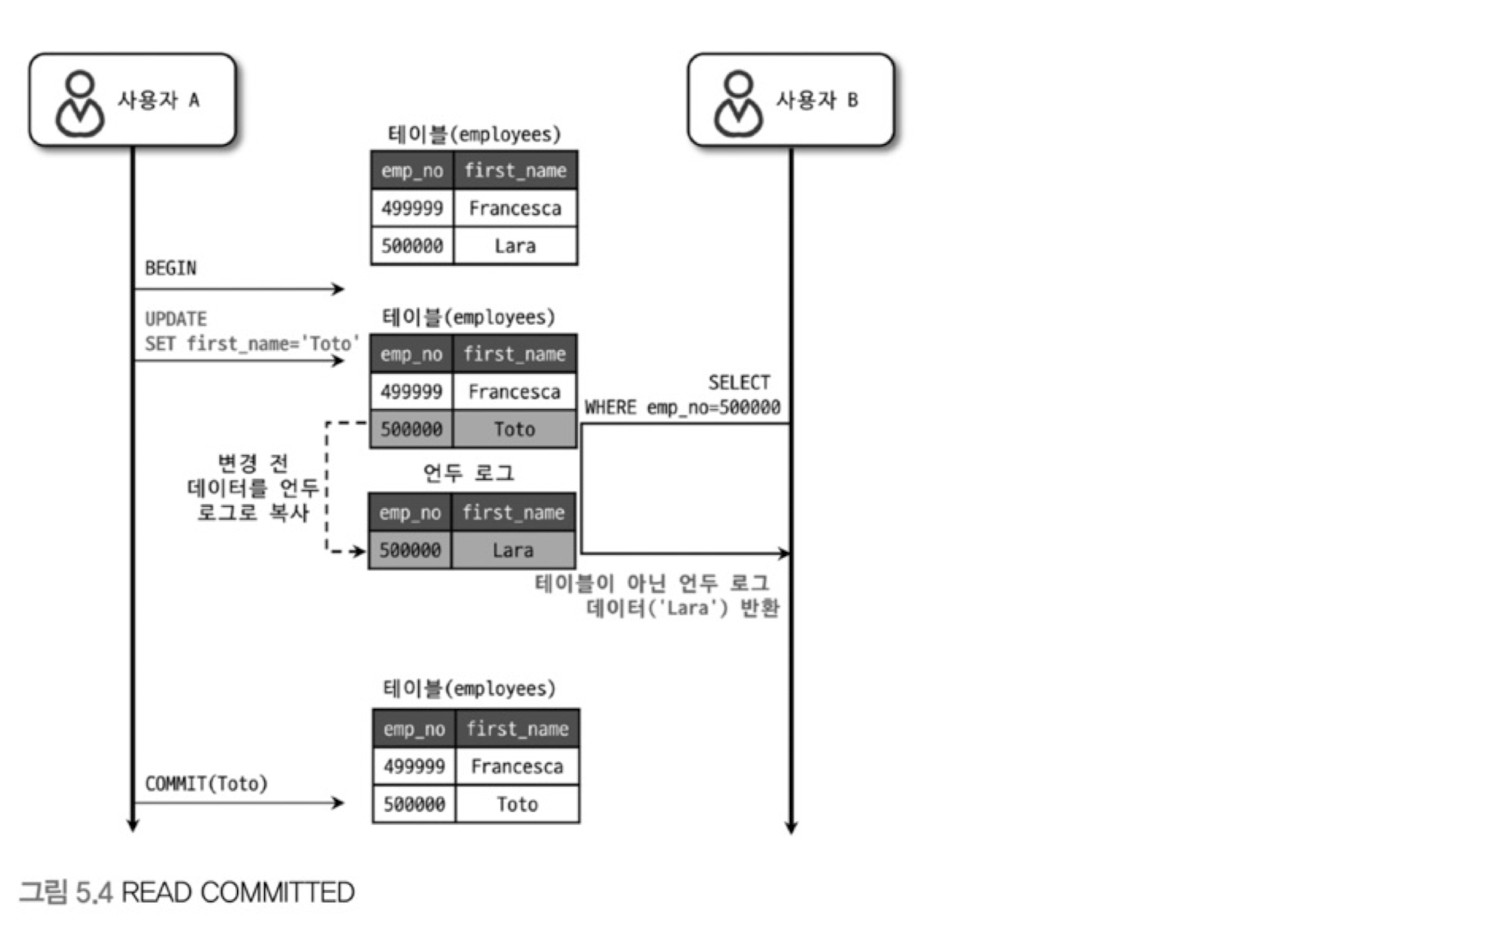 사용자 A
사용자 B
테이블(employees)
emp_no first_name
499999 Francesca
500000 Lara
BEGIN
UPDATE
SET first_name='Toto'
테이블(employees)
emp_no first_name
499999 Francesca
500000 Toto
SELECT
WHERE emp_no=500000
변경 전
데이터를 언두
로그로 복사
언두 로그
emp_no first_name
500000 Lara
테이블이 아닌 언두 로그
데이터('Lara') 반환
테이블(employees)
emp_no first_name
499999 Francesca
500000 Toto
COMMIT(Toto)
그림 5.4 READ COMMITTED